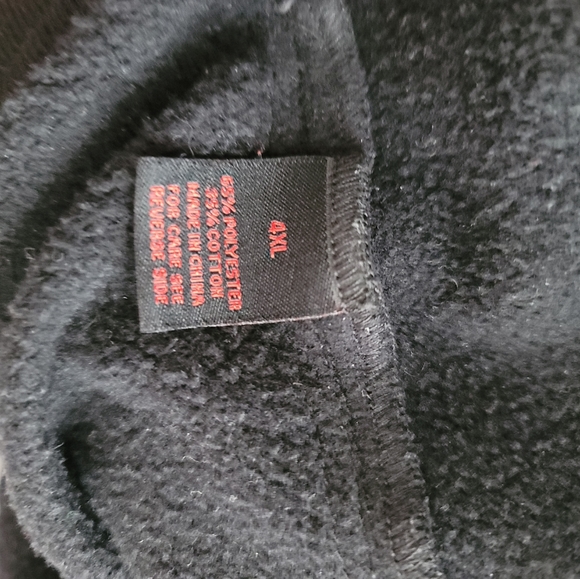 4XL
65% POLYESTER
35% COTTON
MADE IN CHINA
FOR CARE SEE
REVERSE SIDE